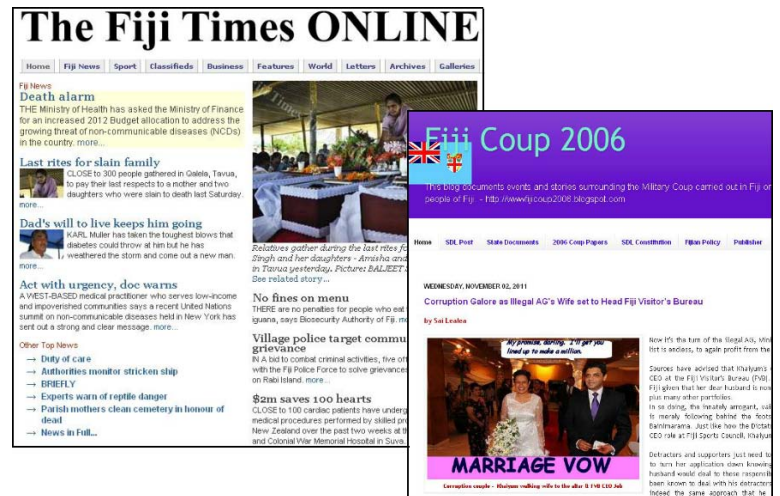 The Fiji Times ONLINE
Home Fiji News Sport Classifieds Business Features World Letters Archives Galleries
Fiji News
Death alarm
THE Ministry of Health has asked the Ministry of Finance
for an increased 2012 Budget allocation to address the
growing threat of non-communicable diseases (NCDs)
in the country. more...
Last rites for slain family
CLOSE to 300 people gathered in Qalela, Tavua,
to pay their last respects to a mother and two
daughters who were slain to death last Saturday.
more...
Dad's will to live keeps him going
KARL Muller has taken the toughest blows that
diabetes could throw at him but he has
weathered the storm and come out a new man.
more...
Act with urgency, doc warns
A WEST-BASED medical practitioner who serves low-income
and impoverished communities says a recent United Nations
summit on non-communicable diseases held in New York has
sent out a strong and clear message. more...
Other Top News
→ Duty of care
→ Authorities monitor stricken ship
→ BRIEFLY
→ Experts warn of reptile danger
→ Parish mothers clean cemetery in honour of
dead
→ News in Full...
Relatives gather during the last rites fo
Singh and her daughters - Amisha and
in Tavua yesterday. Picture: BALJEET
See related story...
No fines on menu
THERE are no penalties for people who eat
iguana, says Biosecurity Authority of Fiji.
Village police target commu
grievance
IN A bid to combat criminal activities, five of
with the Fiji Police Force to solve grievances
on Rabi Island. more...
$2m saves 100 hearts
CLOSE to 100 cardiac patients have underg
medical procedures performed by skilled pr
New Zealand over the past two weeks at th
and Colonial War Memorial Hospital in Suva.
Fiji Coup 2006
This blog documents events and stories surrounding the Military Coup carried out in Fiji on
people of Fiji. - http://wwwfijicoup2006.blogspot.com
Home SDL Post State Documents 2006 Coup Papers SDL Constitution Fijian Policy Publisher
WEDNESDAY, NOVEMBER 02, 2011
Corruption Galore as Illegal AG's Wife set to Head Fiji Visitor's Bureau
by Sai Lealea
My promise, darling. I'll get you
lined up to make a million.
MARRIAGE VOW
Corruption couple - Khaiyum walking wife to the altar & FVB CEO Job
Now it's the turn of the illegal AG,
list is endless, to again profit from the
Sources have advised that Khaiyum's
CEO at the Fiji Visitor's Bureau (FVB).
Fiji given that her dear husband is now
plus many other portfolios.
In so doing, the innately arrogant,
is merely following behind the foots
Bainimarama. Just like how the Dictat
CEO role at Fiji Sports Council, Khaiyum
Detractors and supporters just need to
to turn her application down knowing
husband would deal to those responsib
been known to deal with his detractors
indeed the same approach that he